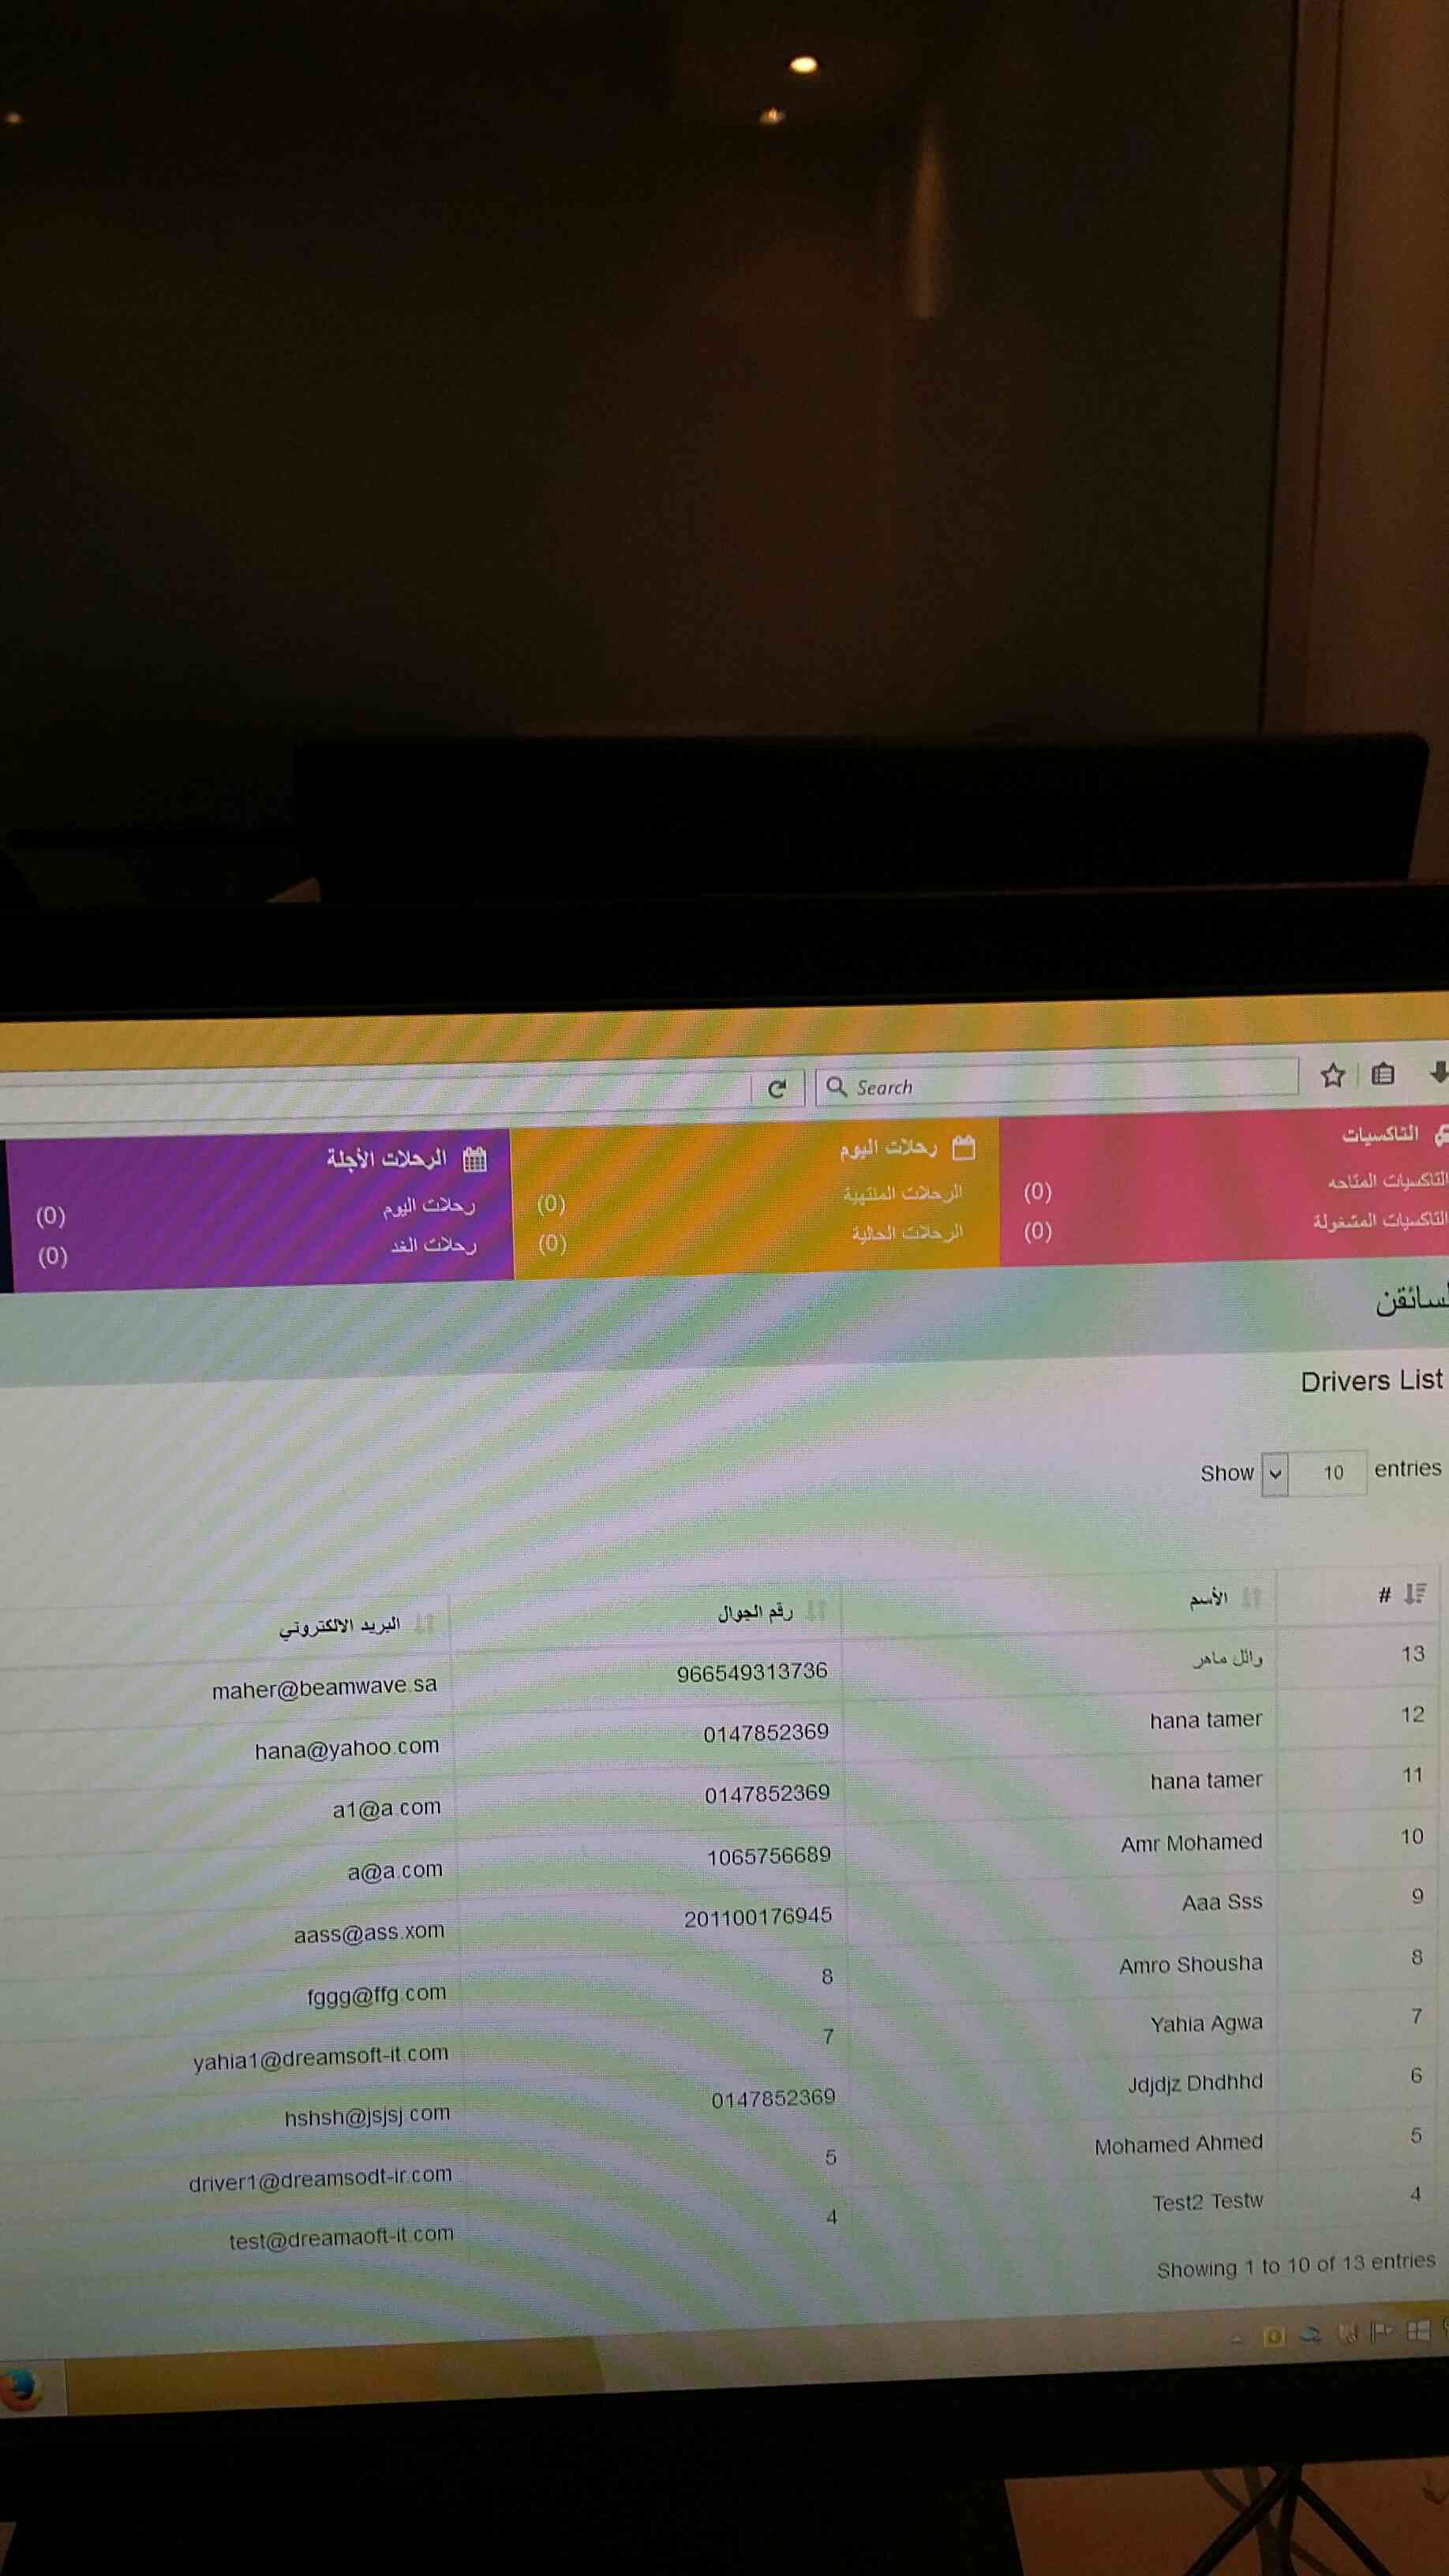 Search
التاكسيات
التاكسيات المتاحه (0)
التاكسيات المشغولة (0)
رحلات اليوم
الرحلات المنتهية (0)
الرحلات الحالية (0)
الرحلات الأجلة
رحلات اليوم (0)
رحلات الغد (0)
لسائقن
Drivers List
Show 10 entries
# الأسم رقم الجوال البريد الالكتروني
13 وائل ماهر 966549313736 maher@beamwave.sa
12 hana tamer 0147852369 hana@yahoo.com
11 hana tamer 0147852369 a1@a.com
10 Amr Mohamed 1065756689 a@a.com
9 Aaa Sss 201100176945 aass@ass.xom
8 Amro Shousha 8 fggg@ffg.com
7 Yahia Agwa 7 yahia1@dreamsoft-it.com
6 Jdjdjz Dhdhhd 0147852369 hshsh@jsjsj.com
5 Mohamed Ahmed 5 driver1@dreamsodt-ir.com
4 Test2 Testw 4 test@dreamaoft-it.com
Showing 1 to 10 of 13 entries